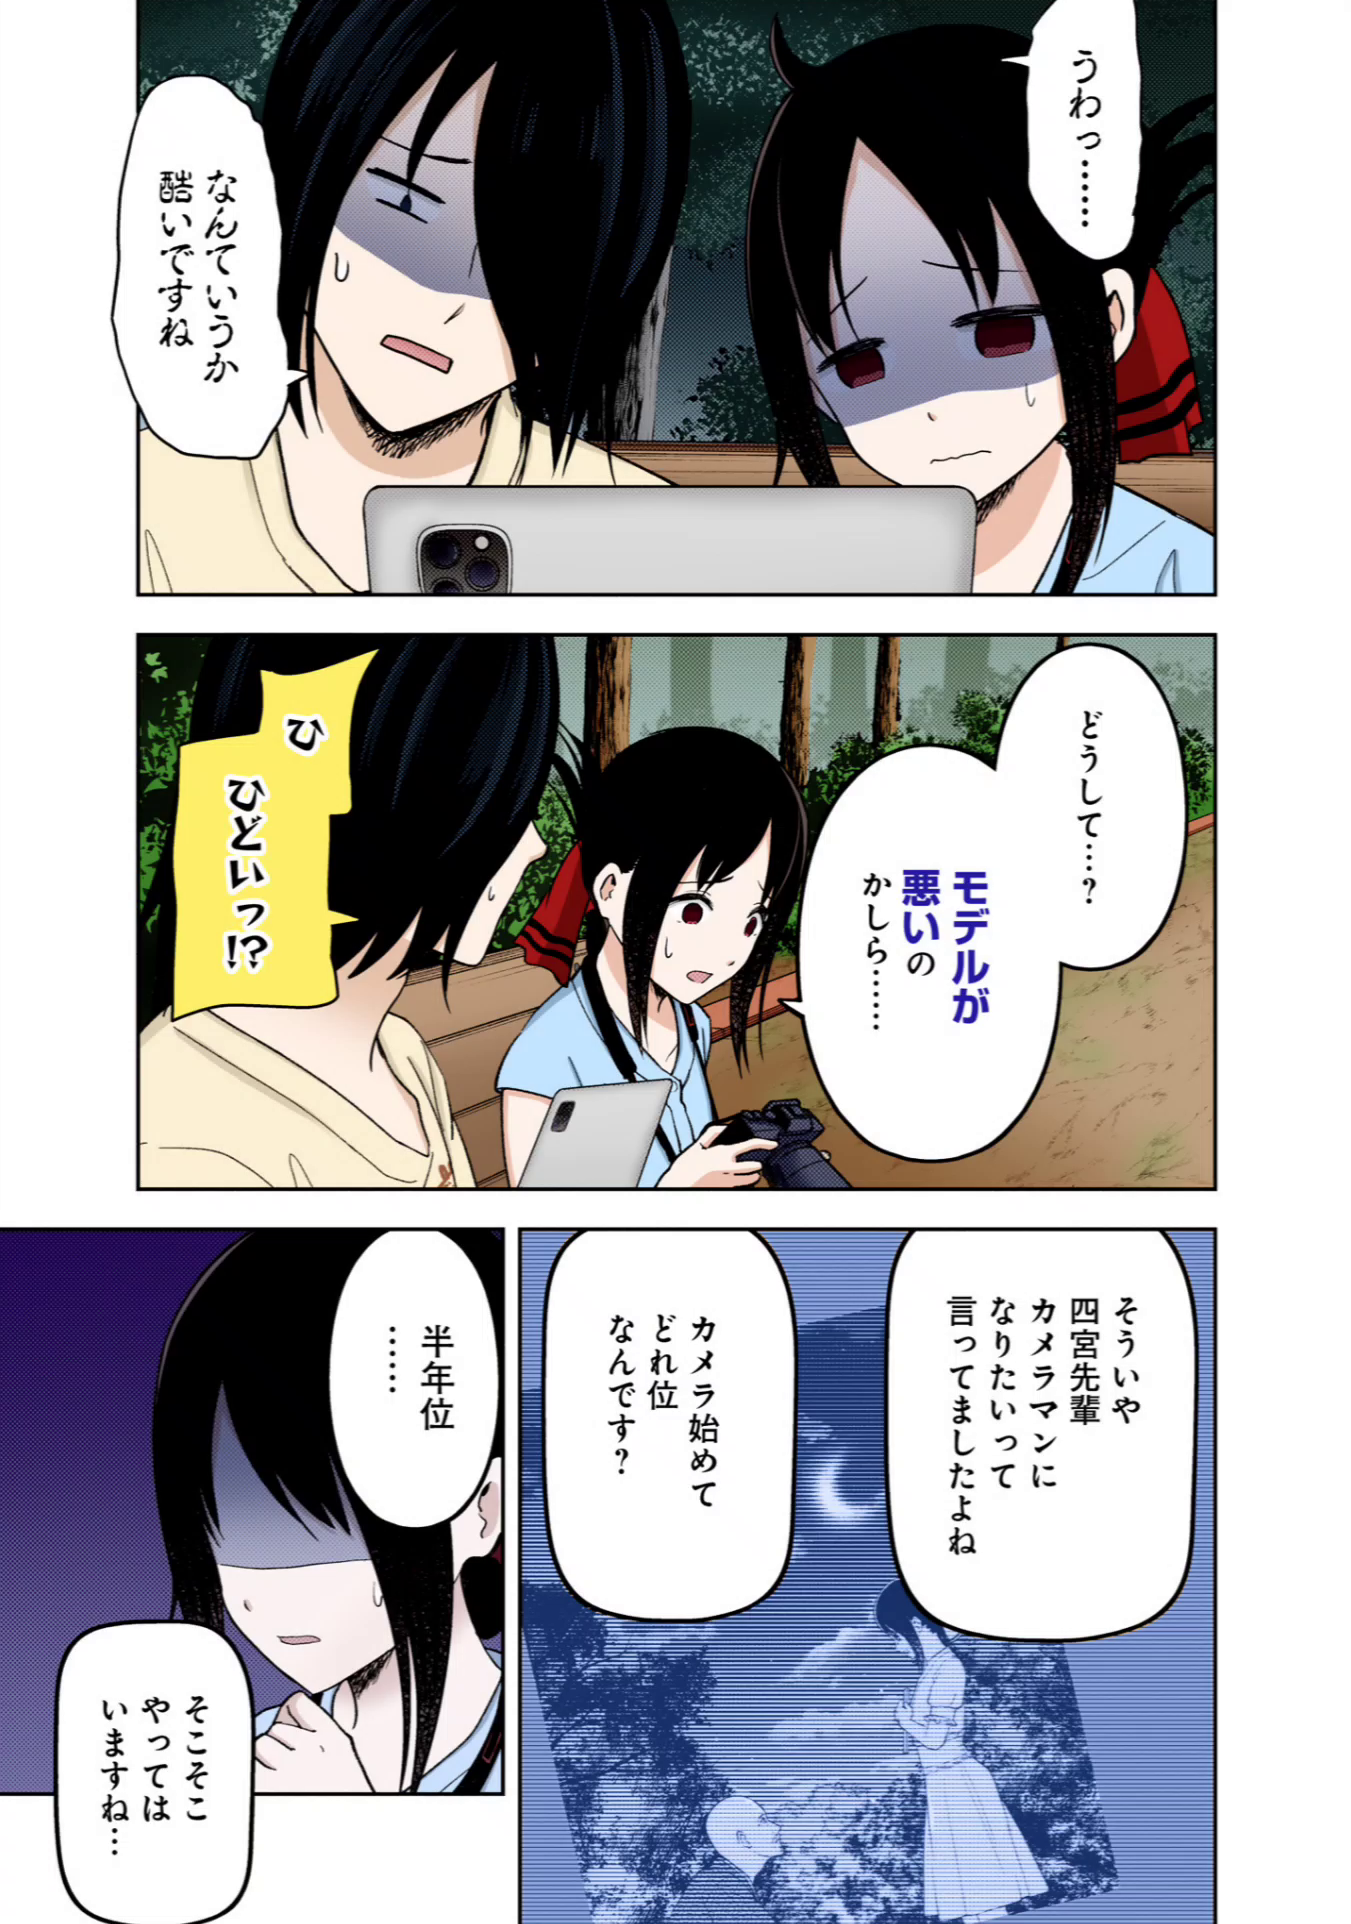 うわっ……
なんていうか
酷いですね
どうして…?
モデルが
悪いの
かしら……
ひ
ひどいっ!?
そういや
四宮先輩
カメラマンに
なりたいって
言ってましたよね
カメラ始めて
どれ位
なんです?
半年位
……
そこそこ
やっては
いますね…